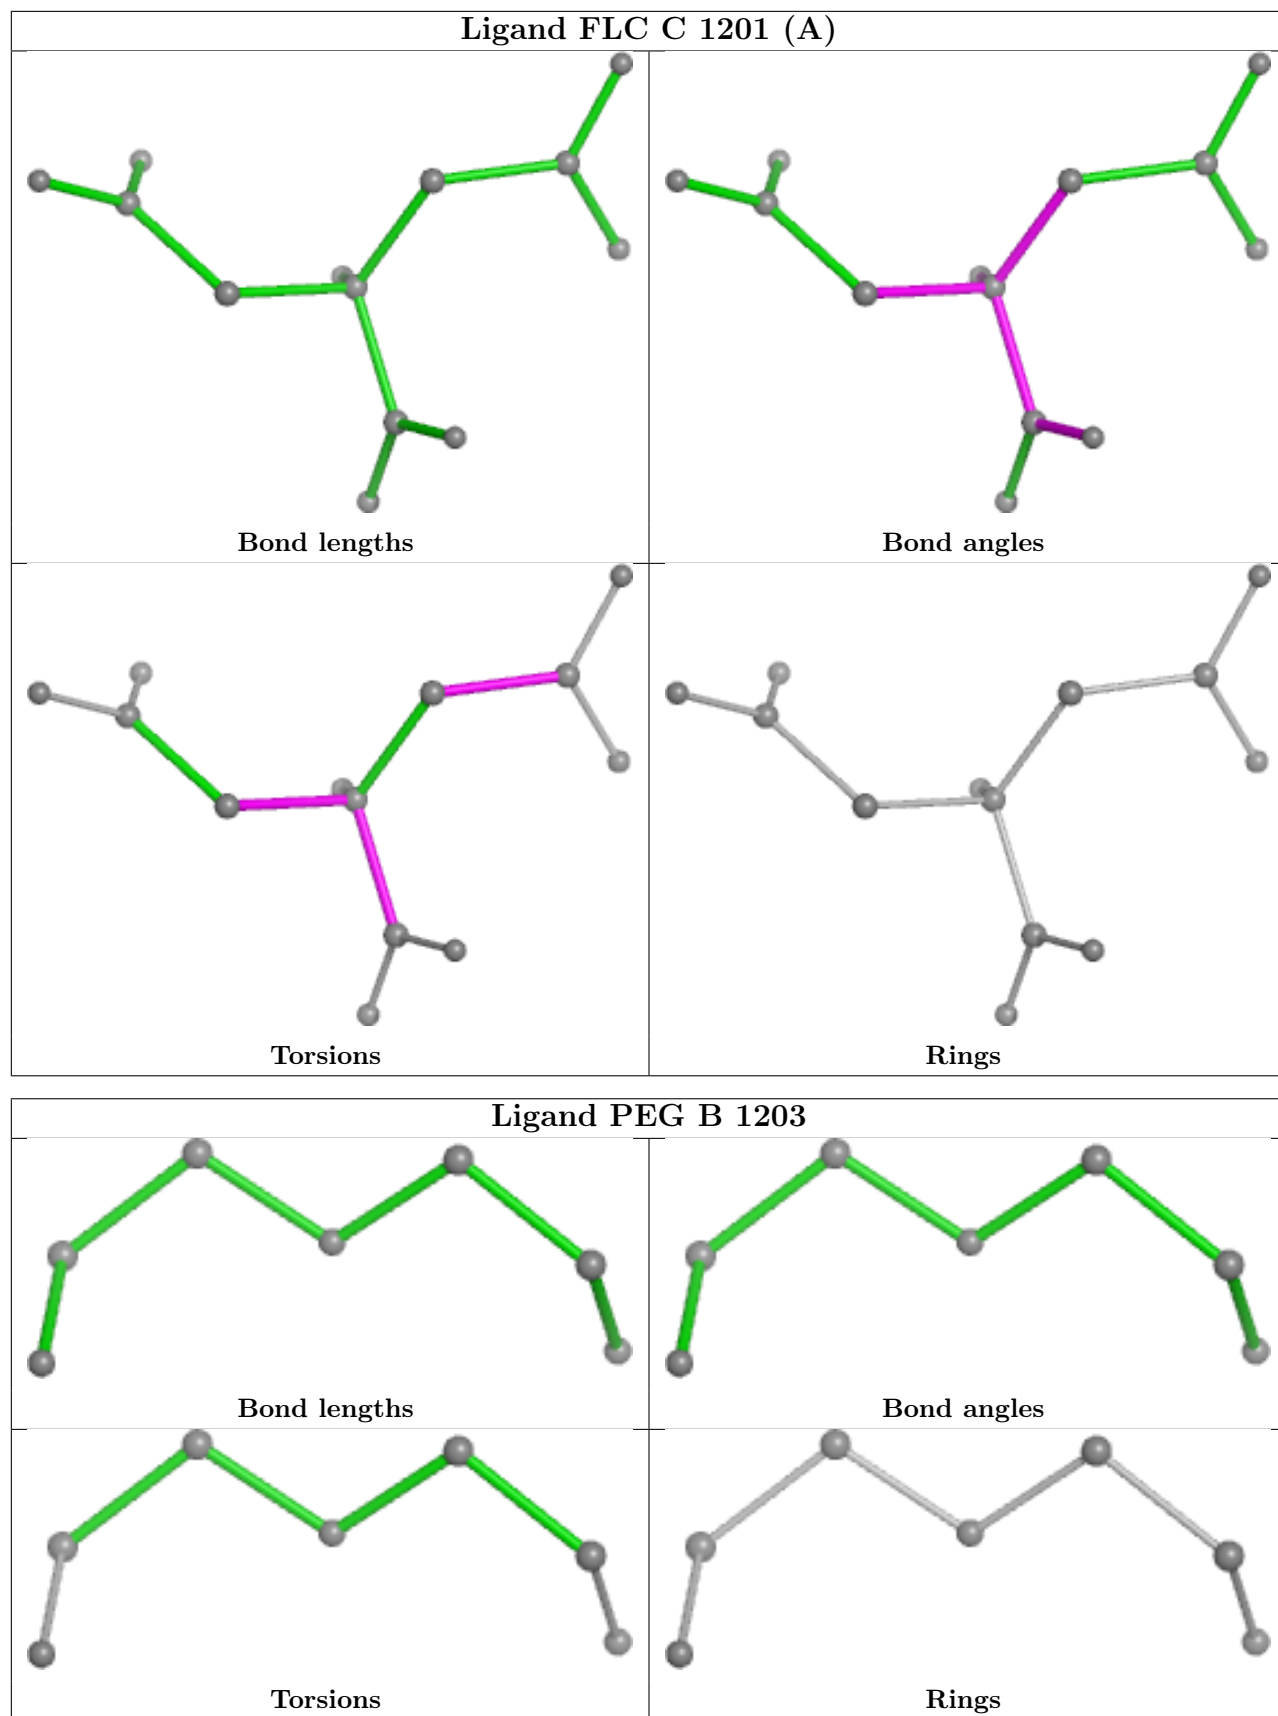 Ligand FLC C 1201 (A)
Bond lengths
Bond angles
Torsions
Rings
Ligand PEG B 1203
Bond lengths
Bond angles
Torsions
Rings